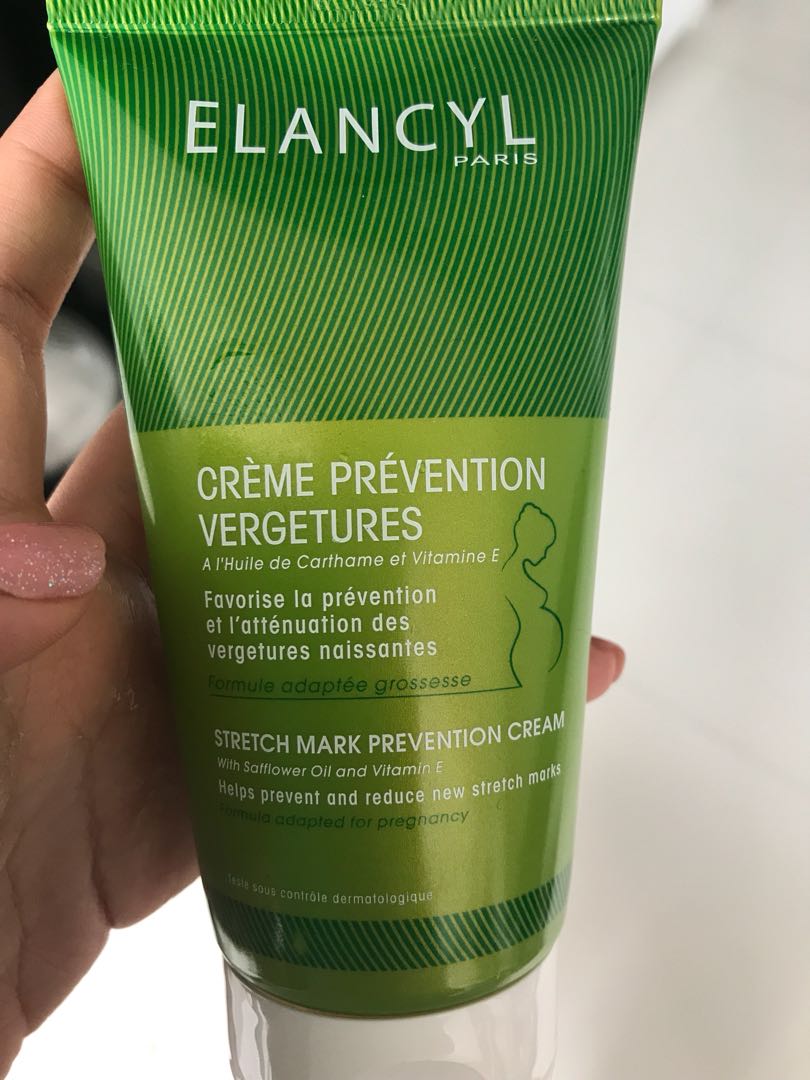 ELANCYL
PARIS
CRÈME PRÉVENTION
VERGETURES
A l'Huile de Carthame et Vitamine E
Favorise la prévention
et l'atténuation des
vergetures naissantes
Formule adaptée grossesse
STRETCH MARK PREVENTION CREAM
With Safflower Oil and Vitamin E
Helps prevent and reduce new stretch marks
Formula adapted for pregnancy
Testé sous contrôle dermatologique